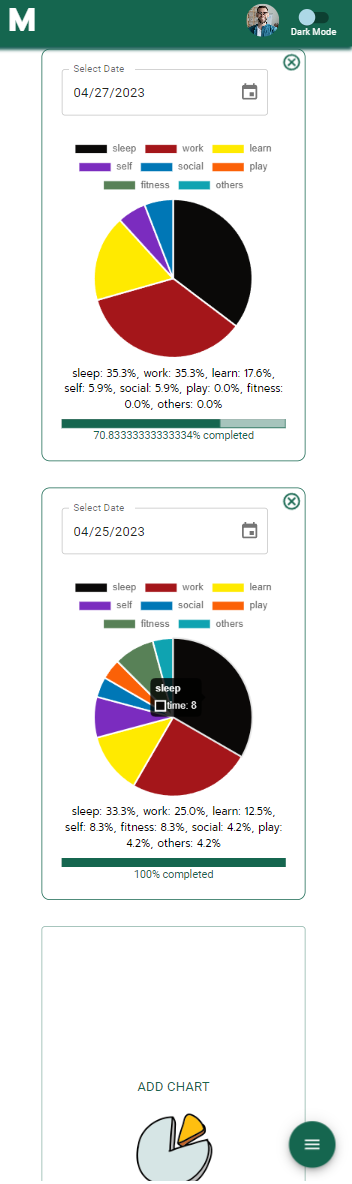 M
Dark Mode
Select Date
04/27/2023
sleep work learn
self social play
fitness others
sleep: 35.3%, work: 35.3%, learn: 17.6%,
self: 5.9%, social: 5.9%, play: 0.0%, fitness:
0.0%, others: 0.0%
70.83333333333334% completed
Select Date
04/25/2023
sleep work learn
self social play
fitness others
sleep
time: 8
sleep: 33.3%, work: 25.0%, learn: 12.5%,
self: 8.3%, fitness: 8.3%, social: 4.2%, play:
4.2%, others: 4.2%
100% completed
ADD CHART